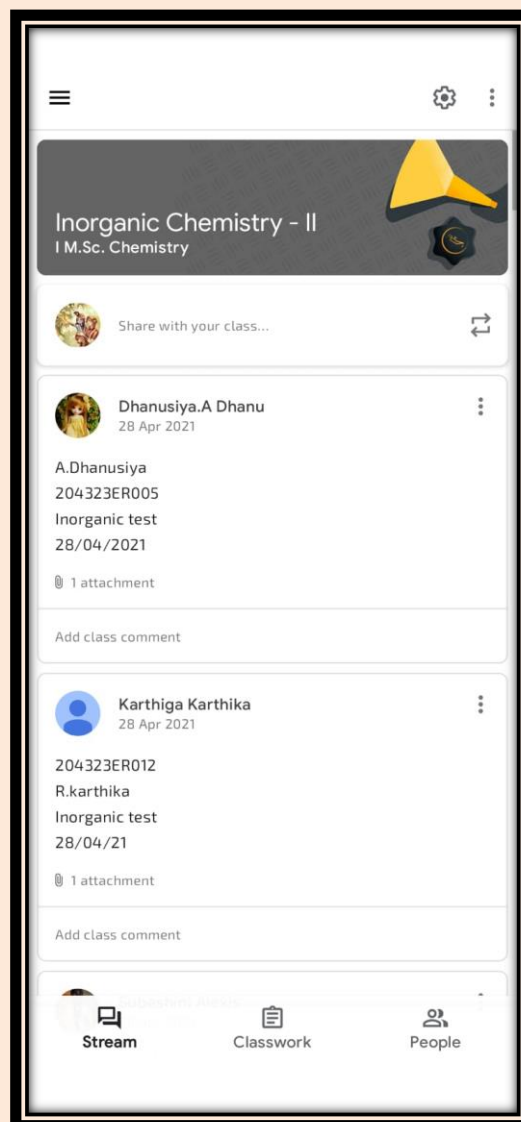 Inorganic Chemistry - II
I M.Sc. Chemistry
Share with your class...
Dhanusiya.A Dhanu
28 Apr 2021
A.Dhanusiya
204323ER005
Inorganic test
28/04/2021
1 attachment
Add class comment
Karthiga Karthika
28 Apr 2021
204323ER012
R.karthika
Inorganic test
28/04/21
1 attachment
Add class comment
Stream
Classwork
People